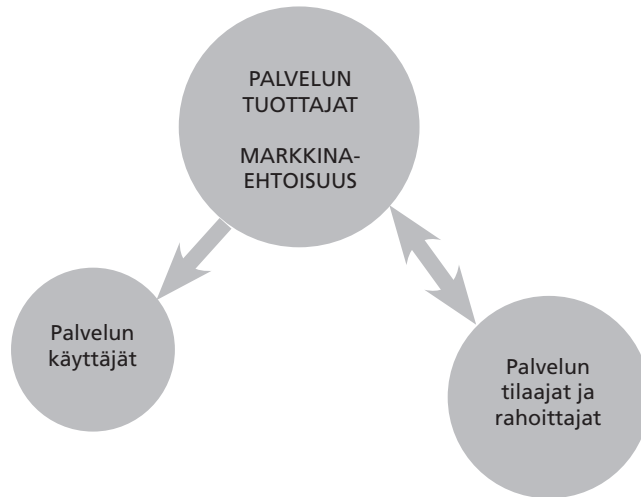 PALVELUN
TUOTTAJAT
MARKKINA-
EHTOISUUS
Palvelun
käyttäjät
Palvelun
tilaajat ja
rahoittajat